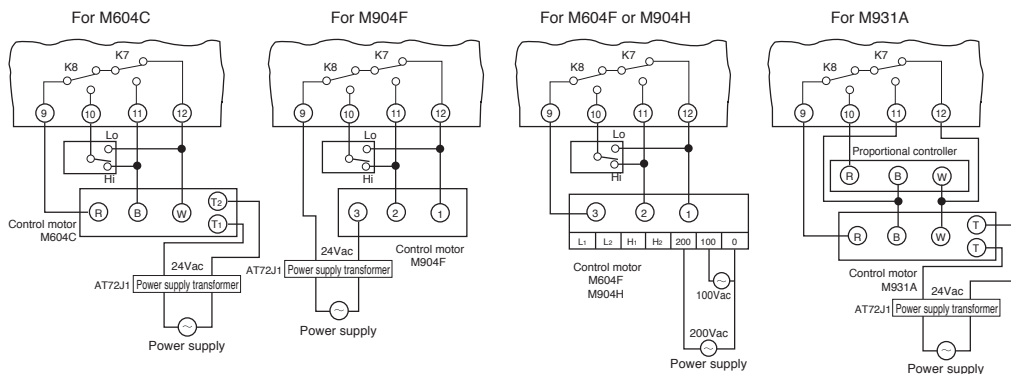 For M604C
K8 K7
9 10 11 12
Lo
Hi
R B W T2
T1
Control motor
M604C
24Vac
AT72J1 Power supply transformer
Power supply
For M904F
K8 K7
9 10 11 12
Lo
Hi
3 2 1
24Vac
Control motor
M904F
AT72J1 Power supply transformer
Power supply
For M604F or M904H
K8 K7
9 10 11 12
Lo
Hi
3 2 1
L1 L2 H1 H2 200 100 0
Control motor
M604F
M904H
100Vac
200Vac
Power supply
For M931A
K8 K7
9 10 11 12
Proportional controller
R B W
R B W T
T
Control motor
M931A
24Vac
AT72J1 Power supply transformer
Power supply